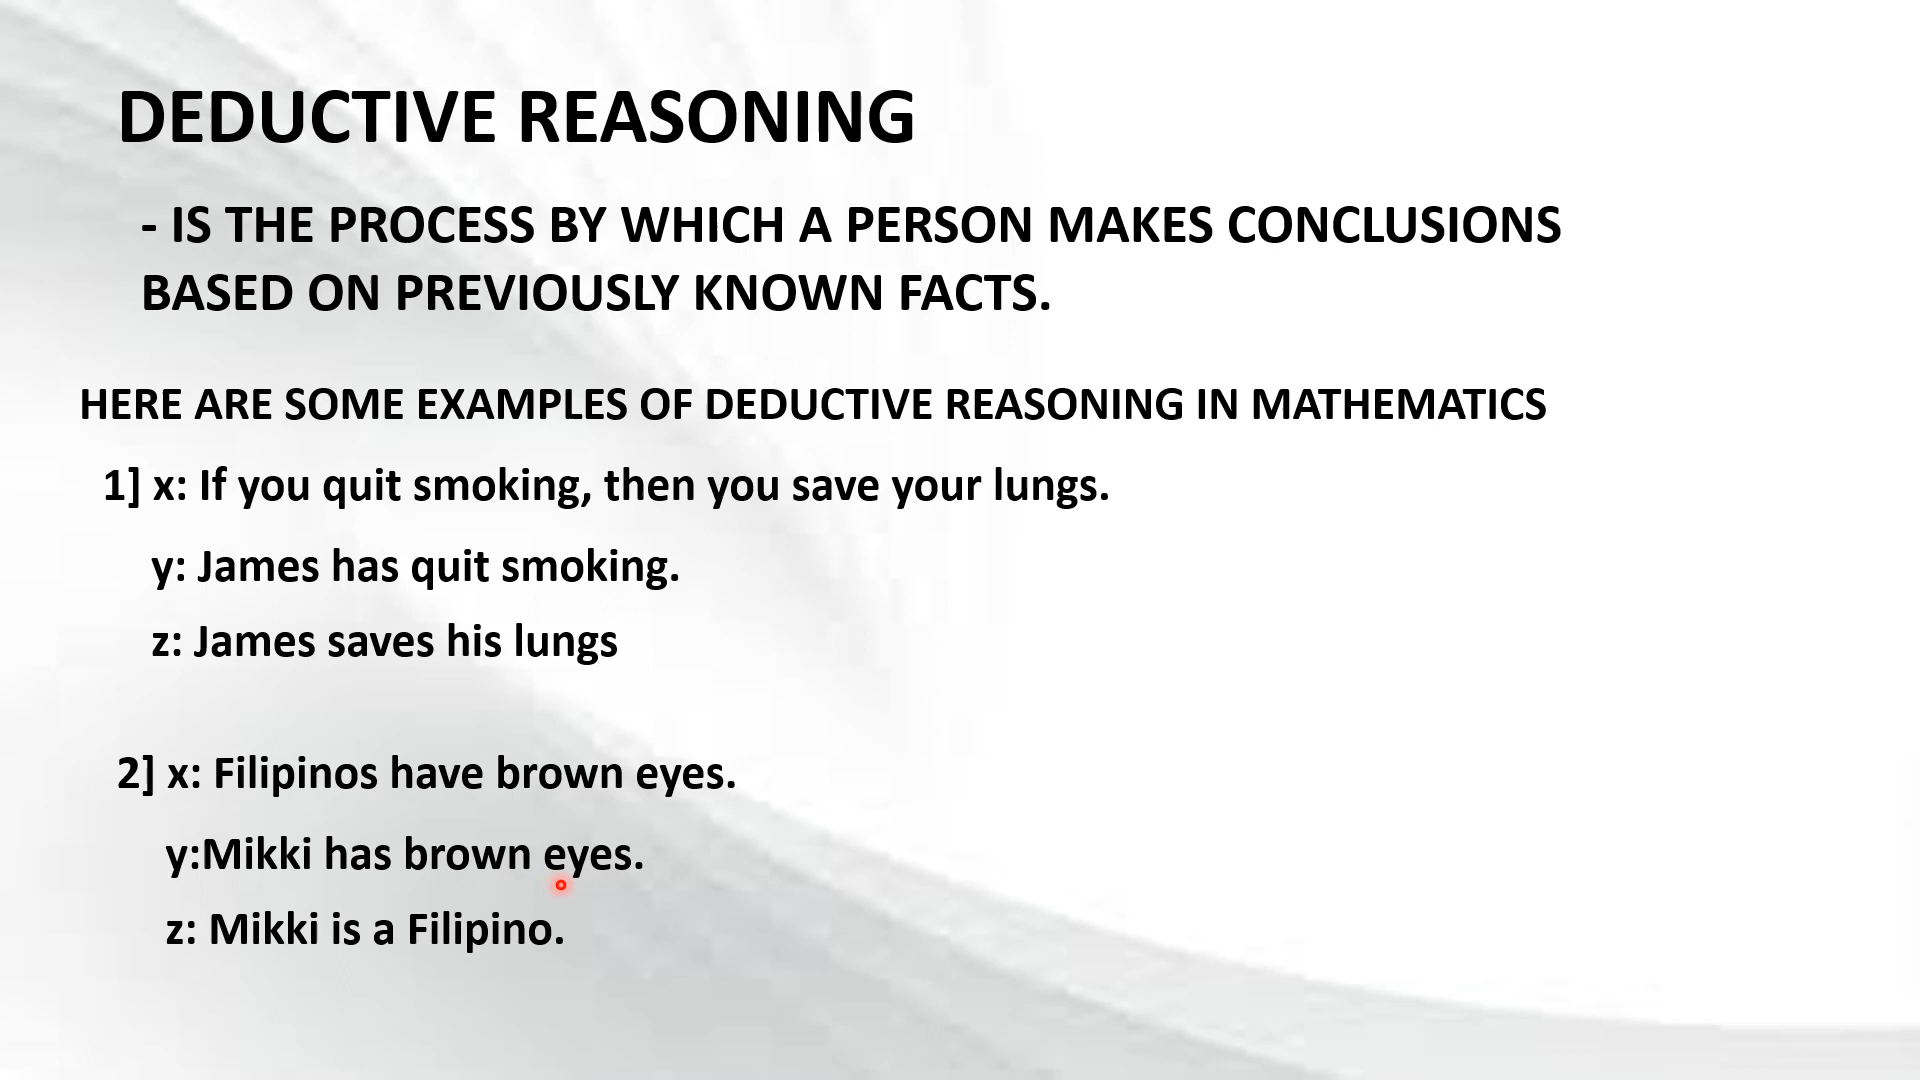 DEDUCTIVE REASONING
- IS THE PROCESS BY WHICH A PERSON MAKES CONCLUSIONS
BASED ON PREVIOUSLY KNOWN FACTS.
HERE ARE SOME EXAMPLES OF DEDUCTIVE REASONING IN MATHEMATICS
1] x: If you quit smoking, then you save your lungs.
y: James has quit smoking.
z: James saves his lungs
2] x: Filipinos have brown eyes.
y:Mikki has brown eyes.
z: Mikki is a Filipino.